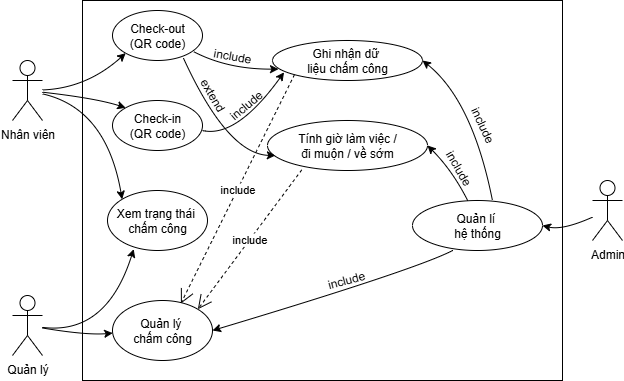 Check-out
(QR code)
include
Ghi nhận dữ
liệu chấm công
Nhân viên
extend
include
Check-in
(QR code)
include
Tính giờ làm việc /
đi muộn / về sớm
include
include
Xem trạng thái
chấm công
include
Quản lí
hệ thống
Admin
include
Quản lý
chấm công
Quản lý